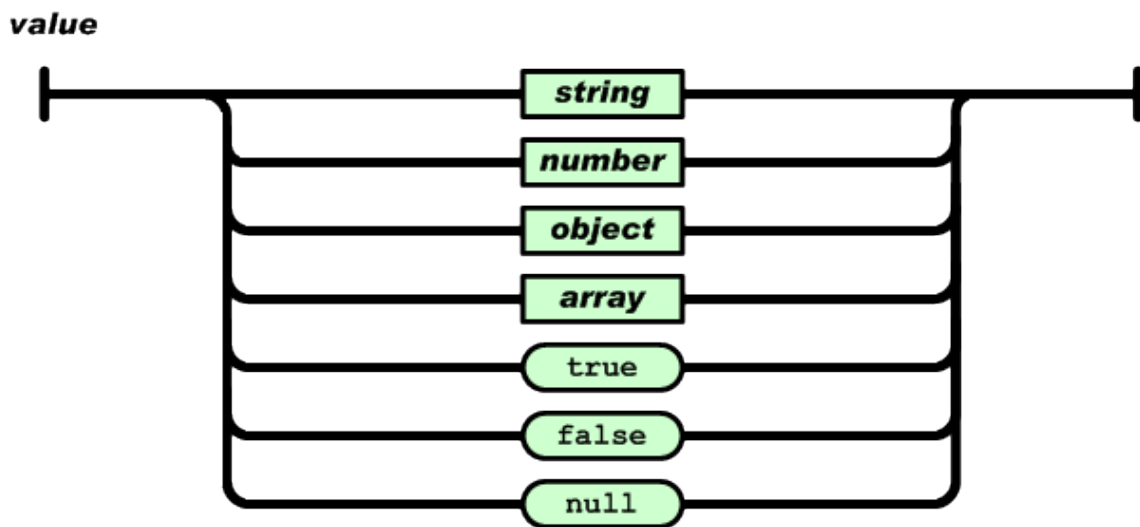 value
string
number
object
array
true
false
null